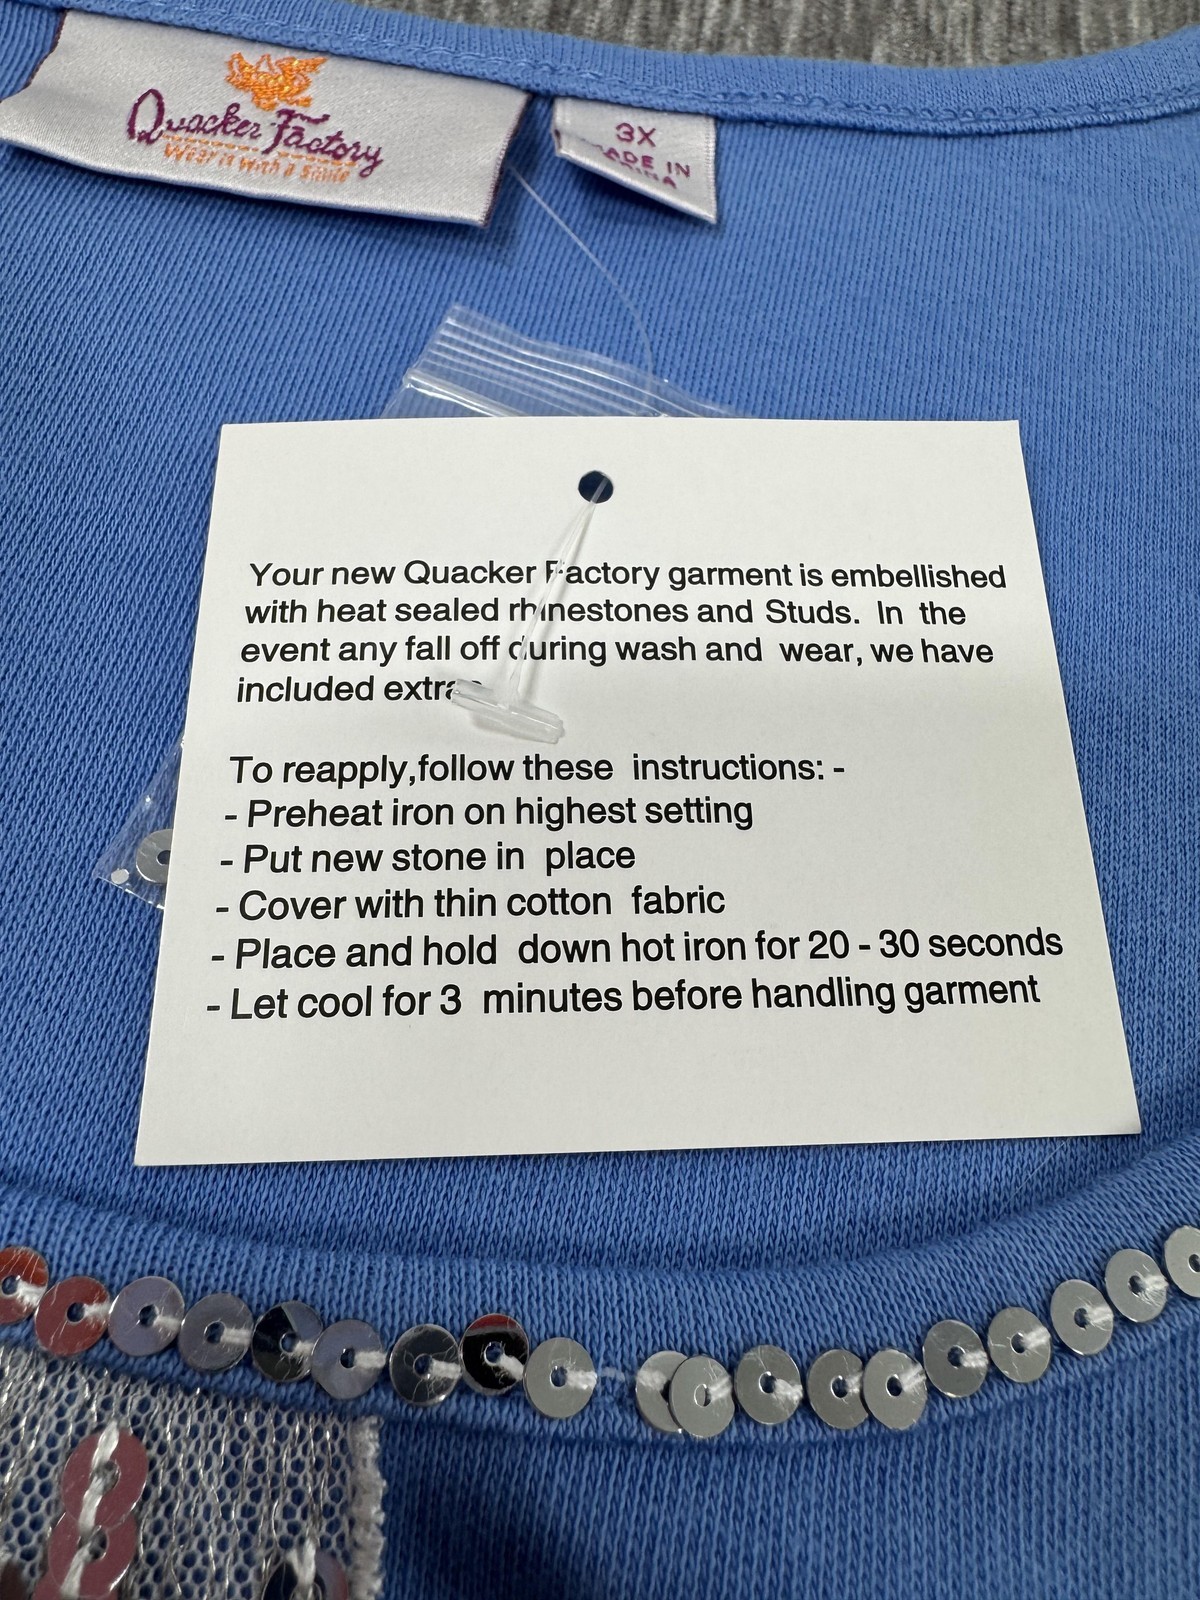 Quacker Factory
Wear it with a Smile
3X
MADE IN
Your new Quacker Factory garment is embellished
with heat sealed rhinestones and Studs. In the
event any fall off during wash and wear, we have
included
To reapply,follow these instructions: -
- Preheat iron on highest setting
- Put new stone in place
- Cover with thin cotton fabric
- Place and hold down hot iron for 20 - 30 seconds
- Let cool for 3 minutes before handling garment